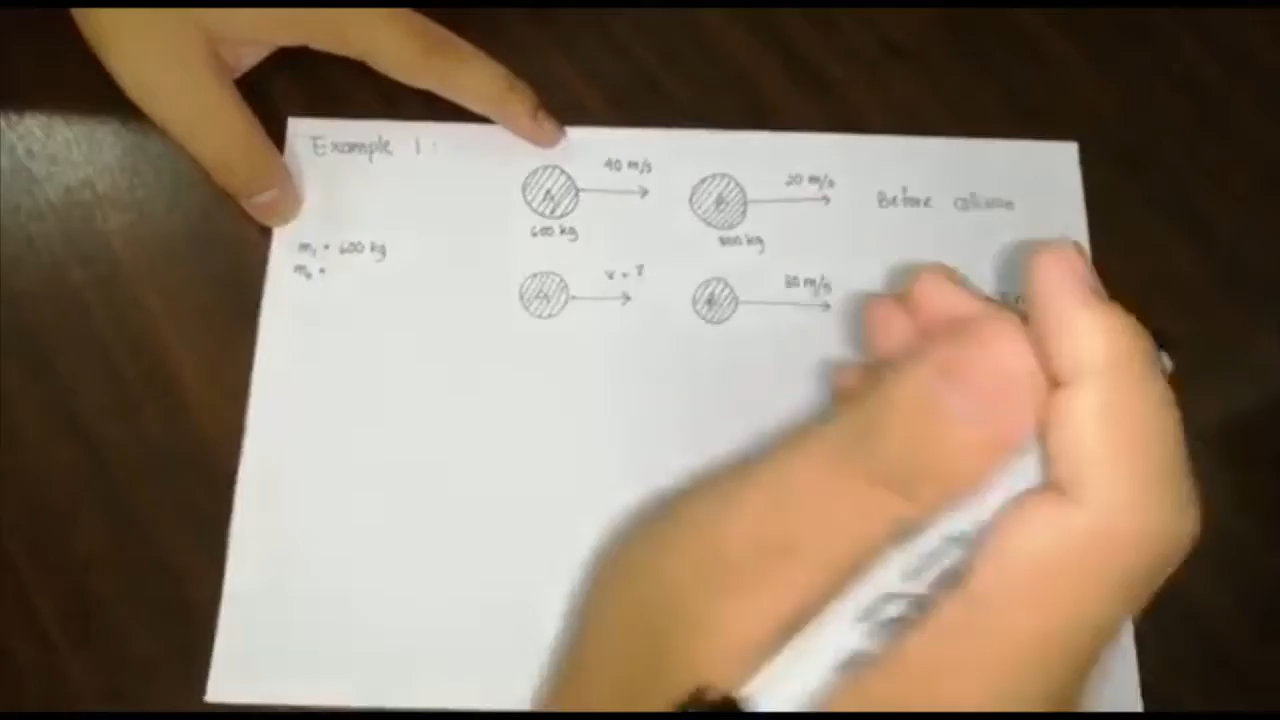 Example 1:
40 m/s
20 m/s
Before collision
A
600 kg
800 kg
m₁ = 600 kg
m₂ =
v = ?
30 m/s